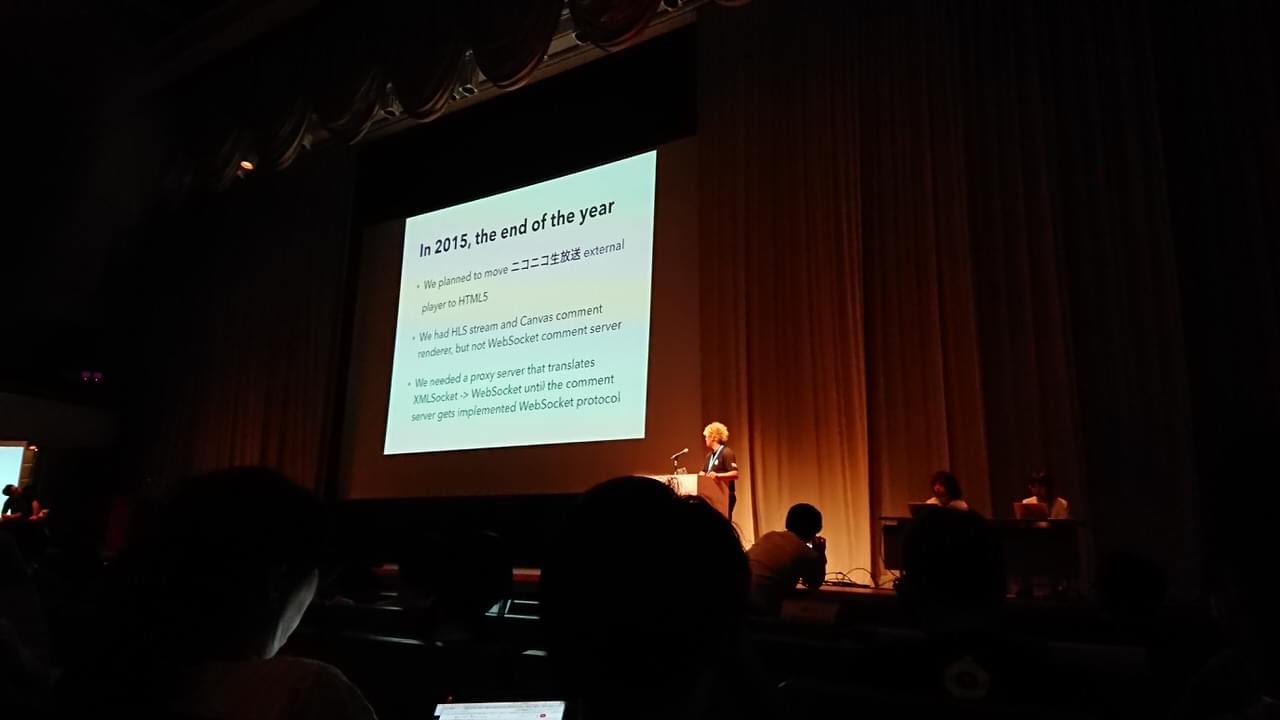 In 2015, the end of the year
• We planned to move ニコニコ生放送 external
player to HTML5
• We had HLS stream and Canvas comment
renderer, but not WebSocket comment server
• We needed a proxy server that translates
XMLSocket -> WebSocket until the comment
server gets implemented WebSocket protocol